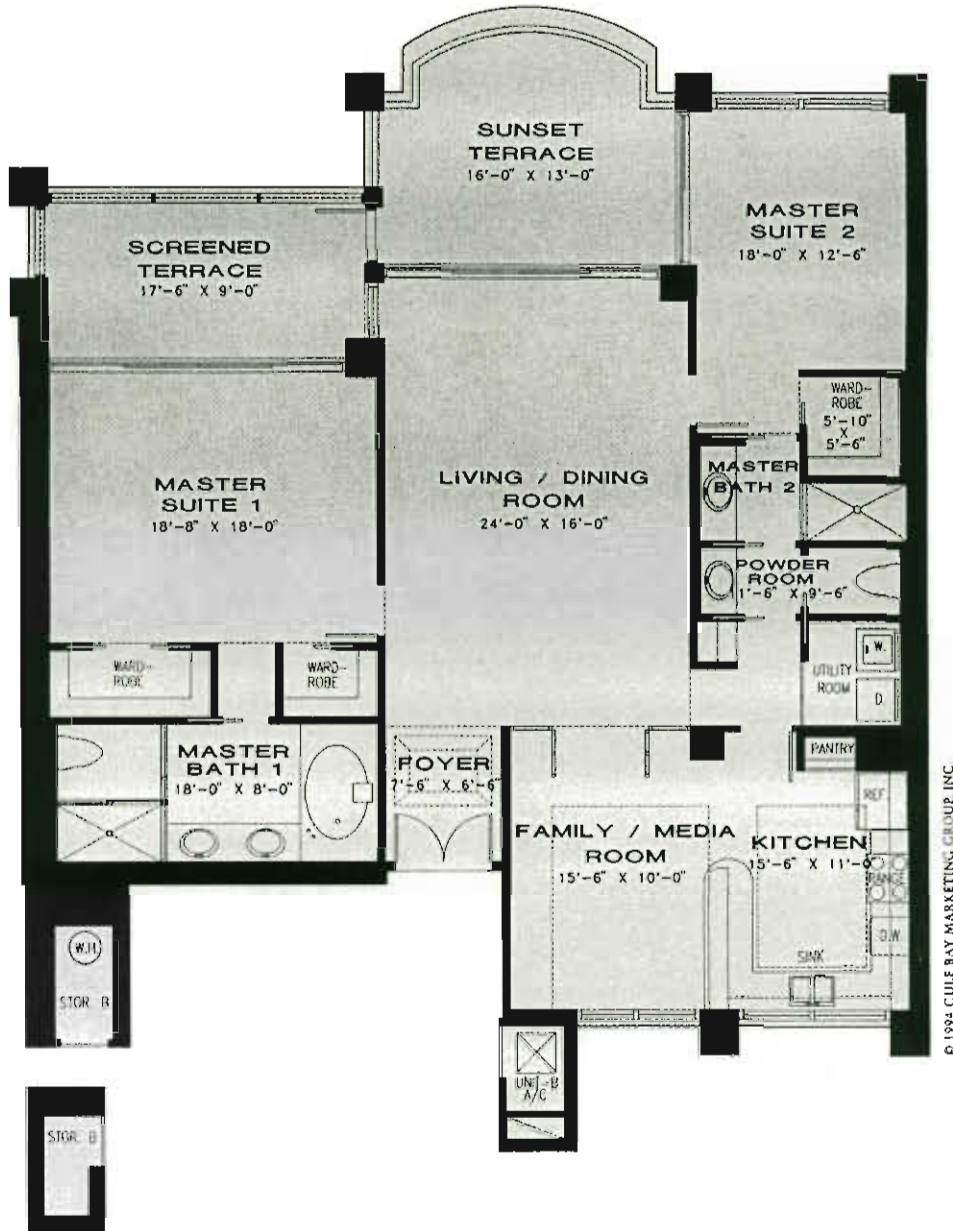 SUNSET
TERRACE
16'-0" X 13'-0"
MASTER
SUITE 2
18'-0" X 12'-6"
SCREENED
TERRACE
17'-6" X 9'-0"
WARD-
ROBE
5'-10"
X
5'-6"
MASTER
SUITE 1
18'-8" X 18'-0"
LIVING / DINING
ROOM
24'-0" X 16'-0"
MASTER
BATH 2
POWDER
ROOM
1'-6" X 9'-6"
WARD-
ROBE
WARD-
ROBE
UTILITY
ROOM
W.
D.
MASTER
BATH 1
18'-0" X 8'-0"
FOYER
7'-6" X 6'-6"
PANTRY
REF.
FAMILY / MEDIA
ROOM
15'-6" X 10'-0"
KITCHEN
15'-6" X 11'-0"
RANGE
D.W.
SINK
W.H.
STOR. B
UNIT-B
A/C
STOR. B
© 1994 GULF BAY MARKETING GROUP, INC.